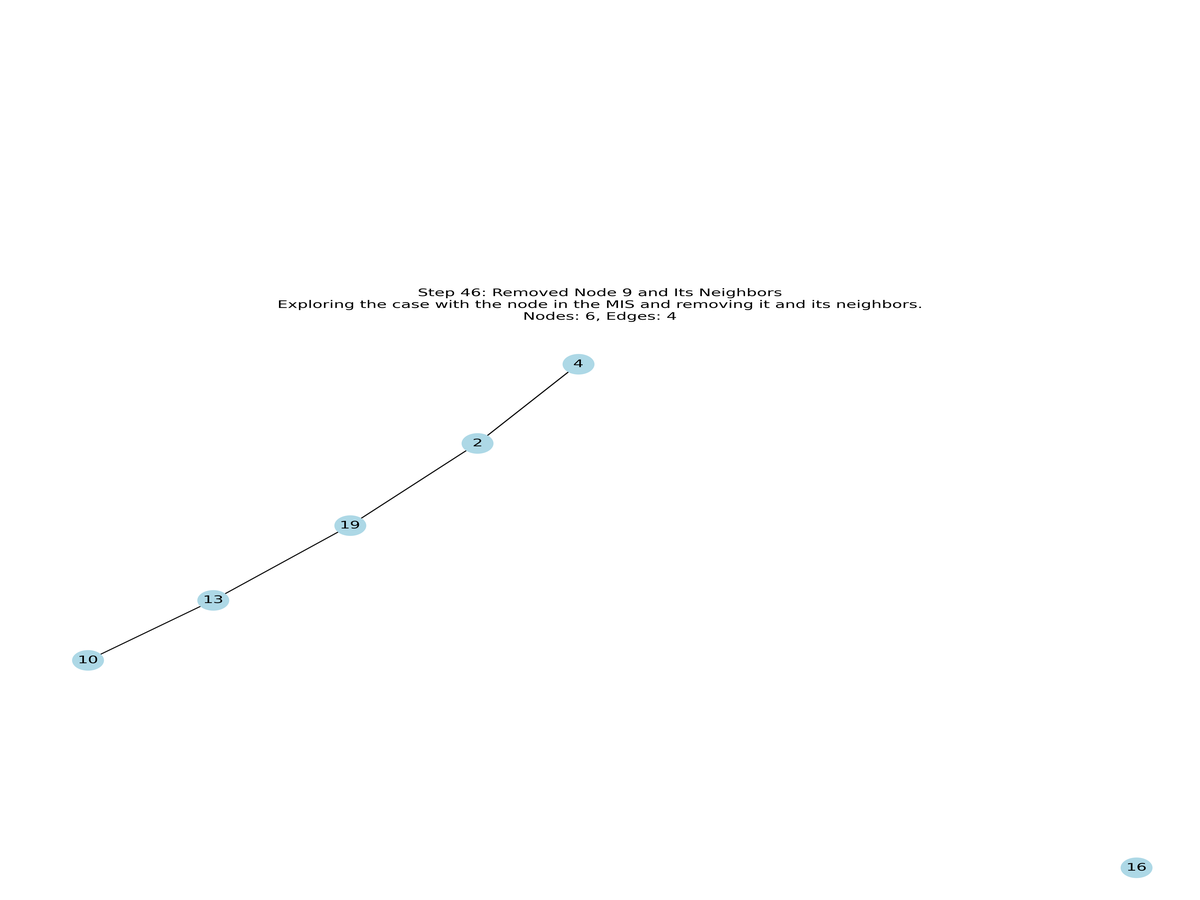 Step 46: Removed Node 9 and Its Neighbors
Exploring the case with the node in the MIS and removing it and its neighbors.
Nodes: 6, Edges: 4
4
2
19
13
10
16